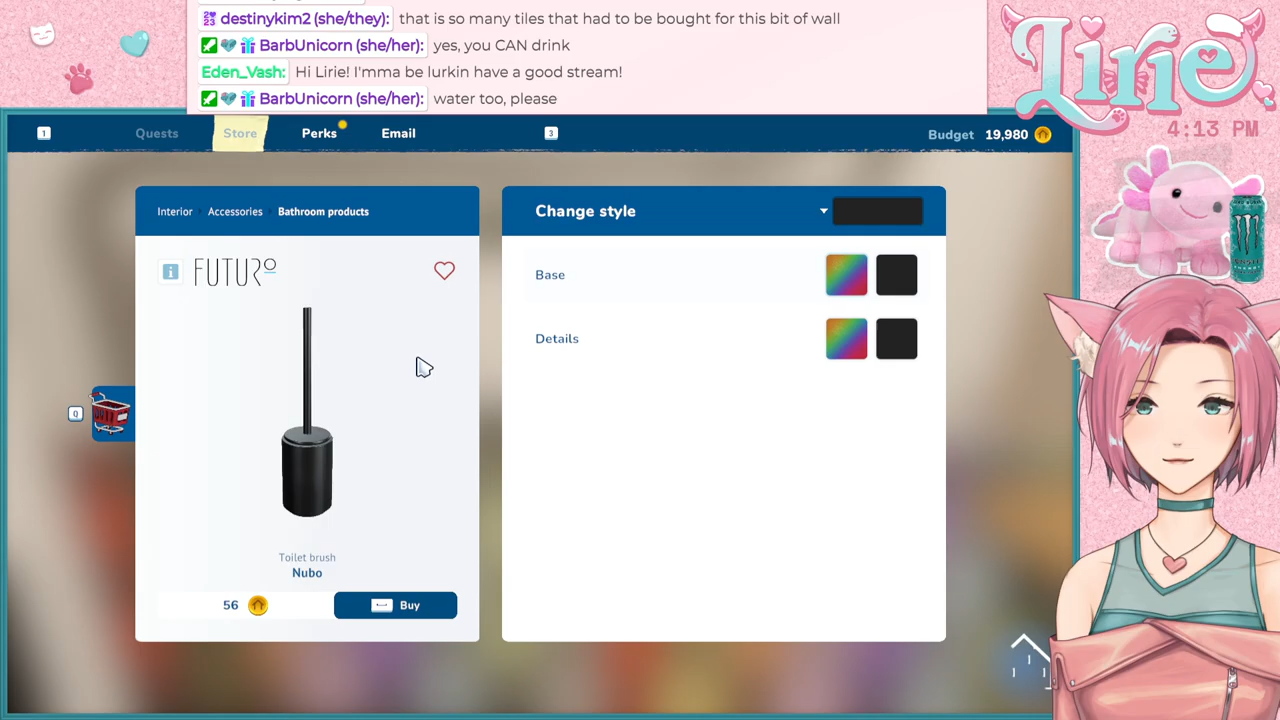 destinykim2 (she/they): that is so many tiles that had to be bought for this bit of wall
BarbUnicorn (she/her): yes, you CAN drink
Eden_Vash: Hi Lirie! I'mma be lurkin have a good stream!
BarbUnicorn (she/her): water too, please
Lirie
4:13 PM
1 Quests Store Perks Email 3 Budget 19,980
Interior Accessories Bathroom products
FUTURO
Toilet brush
Nubo
56 Buy
Q
Change style
Base
Details